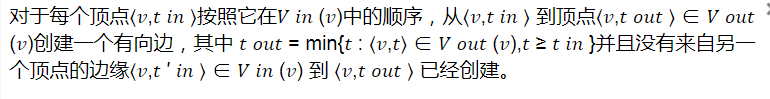 对于每个顶点⟨v,t in ⟩按照它在V in (v)中的顺序，从⟨v,t in ⟩ 到顶点⟨v,t out ⟩ ∈ V out
(v)创建一个有向边，其中 t out = min{t : ⟨v,t⟩ ∈ V out (v),t ≥ t in }并且没有来自另一
个顶点的边缘⟨v,t ′ in ⟩ ∈ V in (v) 到 ⟨v,t out ⟩ 已经创建。